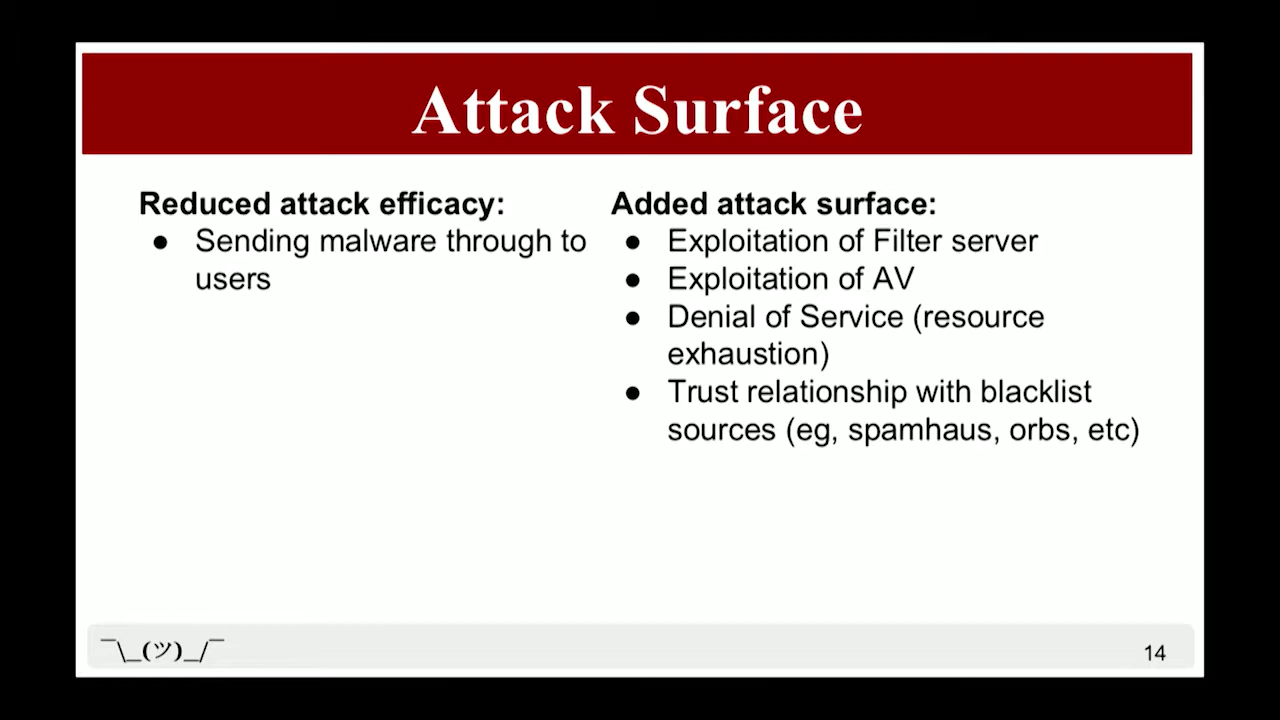 Attack Surface
Reduced attack efficacy:
● Sending malware through to
users
Added attack surface:
● Exploitation of Filter server
● Exploitation of AV
● Denial of Service (resource
exhaustion)
● Trust relationship with blacklist
sources (eg, spamhaus, orbs, etc)
¯\_(ツ)_/¯
14